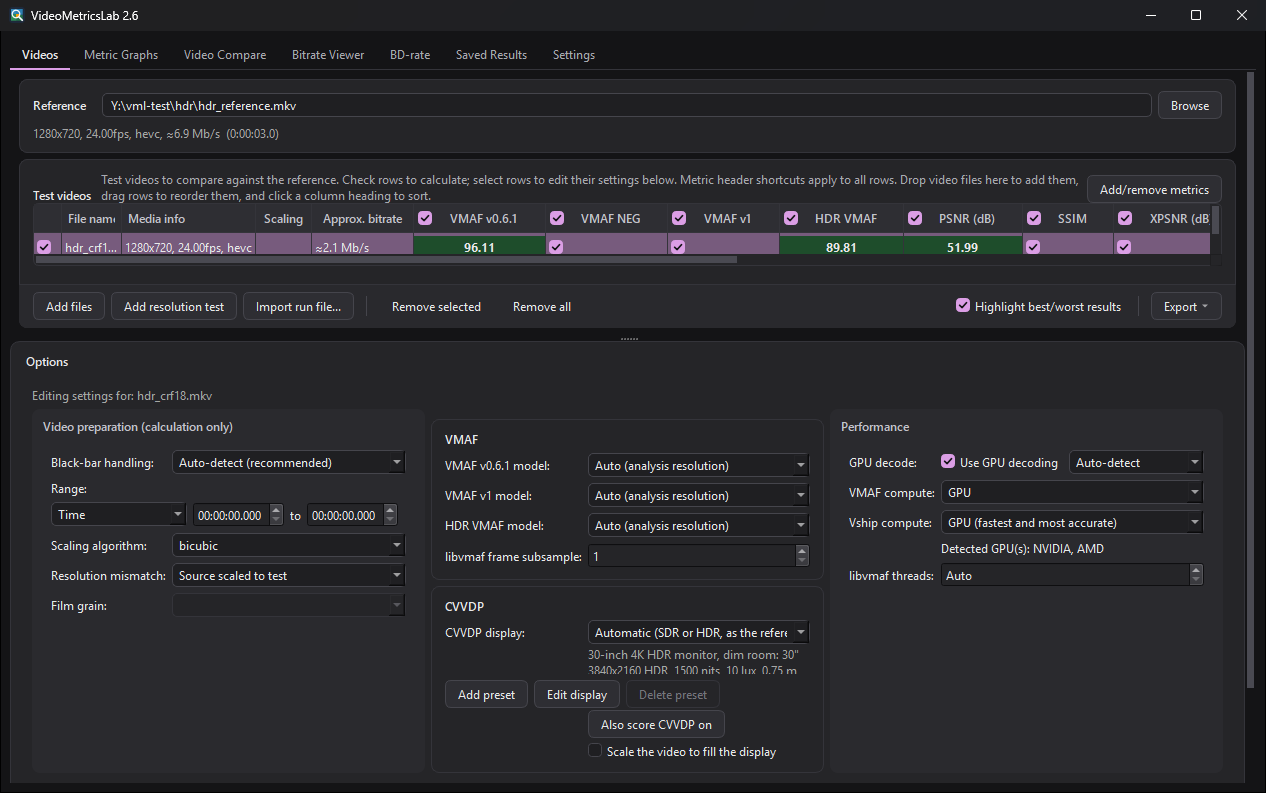 VideoMetricsLab 2.6
Videos Metric Graphs Video Compare Bitrate Viewer BD-rate Saved Results Settings
Reference Y:\vml-test\hdr\hdr_reference.mkv Browse
1280x720, 24.00fps, hevc, ≈6.9 Mb/s (0:00:03.0)
Test videos to compare against the reference. Check rows to calculate; select rows to edit their settings below. Metric header shortcuts apply to all rows. Drop video files here to add them,
Test videos drag rows to reorder them, and click a column heading to sort. Add/remove metrics
File name Media info Scaling Approx. bitrate VMAF v0.6.1 VMAF NEG VMAF v1 HDR VMAF PSNR (dB) SSIM XPSNR (dB
hdr_crf1... 1280x720, 24.00fps, hevc ≈2.1 Mb/s 96.11 89.81 51.99
Add files Add resolution test Import run file... Remove selected Remove all Highlight best/worst results Export
Options
Editing settings for: hdr_crf18.mkv
Video preparation (calculation only)
Black-bar handling: Auto-detect (recommended)
Range:
Time 00:00:00.000 to 00:00:00.000
Scaling algorithm: bicubic
Resolution mismatch: Source scaled to test
Film grain:
VMAF
VMAF v0.6.1 model: Auto (analysis resolution)
VMAF v1 model: Auto (analysis resolution)
HDR VMAF model: Auto (analysis resolution)
libvmaf frame subsample: 1
CVVDP
CVVDP display: Automatic (SDR or HDR, as the refere
30-inch 4K HDR monitor, dim room: 30"
3840x2160 HDR, 1500 nits, 10 lux, 0.75 m
Add preset Edit display Delete preset
Also score CVVDP on
Scale the video to fill the display
Performance
GPU decode: Use GPU decoding Auto-detect
VMAF compute: GPU
Vship compute: GPU (fastest and most accurate)
Detected GPU(s): NVIDIA, AMD
libvmaf threads: Auto